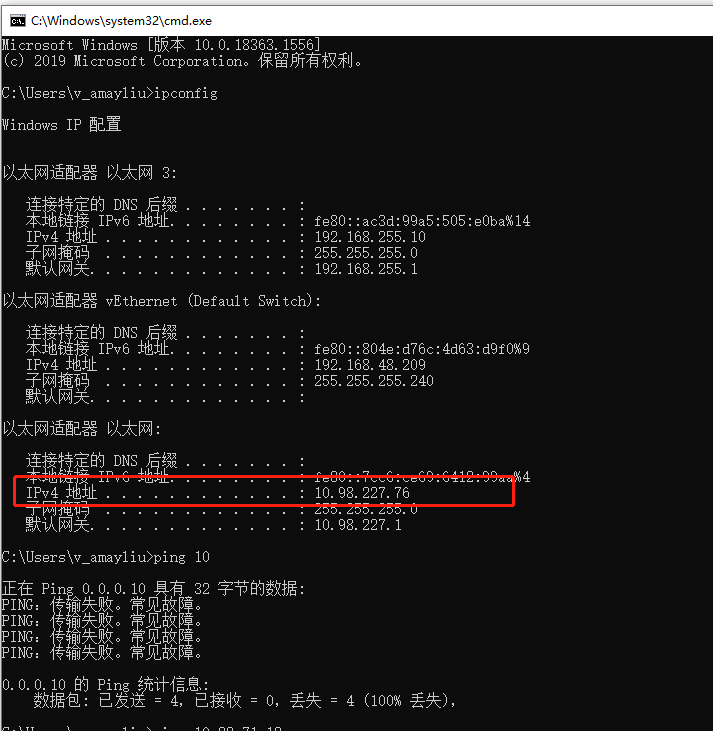 C:\Windows\system32\cmd.exe
Microsoft Windows [版本 10.0.18363.1556]
(c) 2019 Microsoft Corporation。保留所有权利。
C:\Users\v_amayliu>ipconfig
Windows IP 配置
以太网适配器 以太网 3:
连接特定的 DNS 后缀 . . . . . . . :
本地链接 IPv6 地址. . . . . . . . : fe80::ac3d:99a5:505:e0ba%14
IPv4 地址 . . . . . . . . . . . . : 192.168.255.10
子网掩码 . . . . . . . . . . . . : 255.255.255.0
默认网关. . . . . . . . . . . . . : 192.168.255.1
以太网适配器 vEthernet (Default Switch):
连接特定的 DNS 后缀 . . . . . . . :
本地链接 IPv6 地址. . . . . . . . : fe80::804e:d76c:4d63:d9f0%9
IPv4 地址 . . . . . . . . . . . . : 192.168.48.209
子网掩码 . . . . . . . . . . . . : 255.255.255.240
默认网关. . . . . . . . . . . . . :
以太网适配器 以太网:
连接特定的 DNS 后缀 . . . . . . . :
本地链接 IPv6 地址. . . . . . . . : fe80::7cc6:ce69:6412:99aa%4
IPv4 地址 . . . . . . . . . . . . : 10.98.227.76
子网掩码 . . . . . . . . . . . . : 255.255.255.0
默认网关. . . . . . . . . . . . . : 10.98.227.1
C:\Users\v_amayliu>ping 10
正在 Ping 0.0.0.10 具有 32 字节的数据:
PING：传输失败。常见故障。
PING：传输失败。常见故障。
PING：传输失败。常见故障。
PING：传输失败。常见故障。
0.0.0.10 的 Ping 统计信息:
数据包: 已发送 = 4，已接收 = 0，丢失 = 4 (100% 丢失)，
C:\Users\v_amayliu>ping